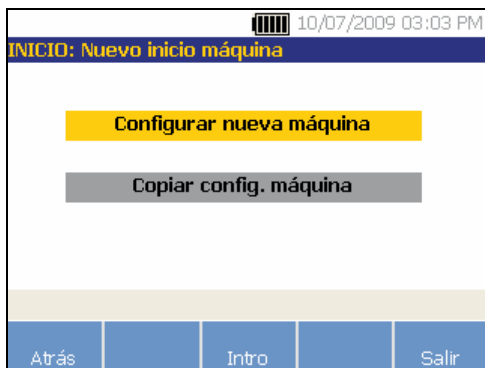 10/07/2009 03:03 PM
INICIO: Nuevo inicio máquina
Configurar nueva máquina
Copiar config. máquina
Atrás Intro Salir